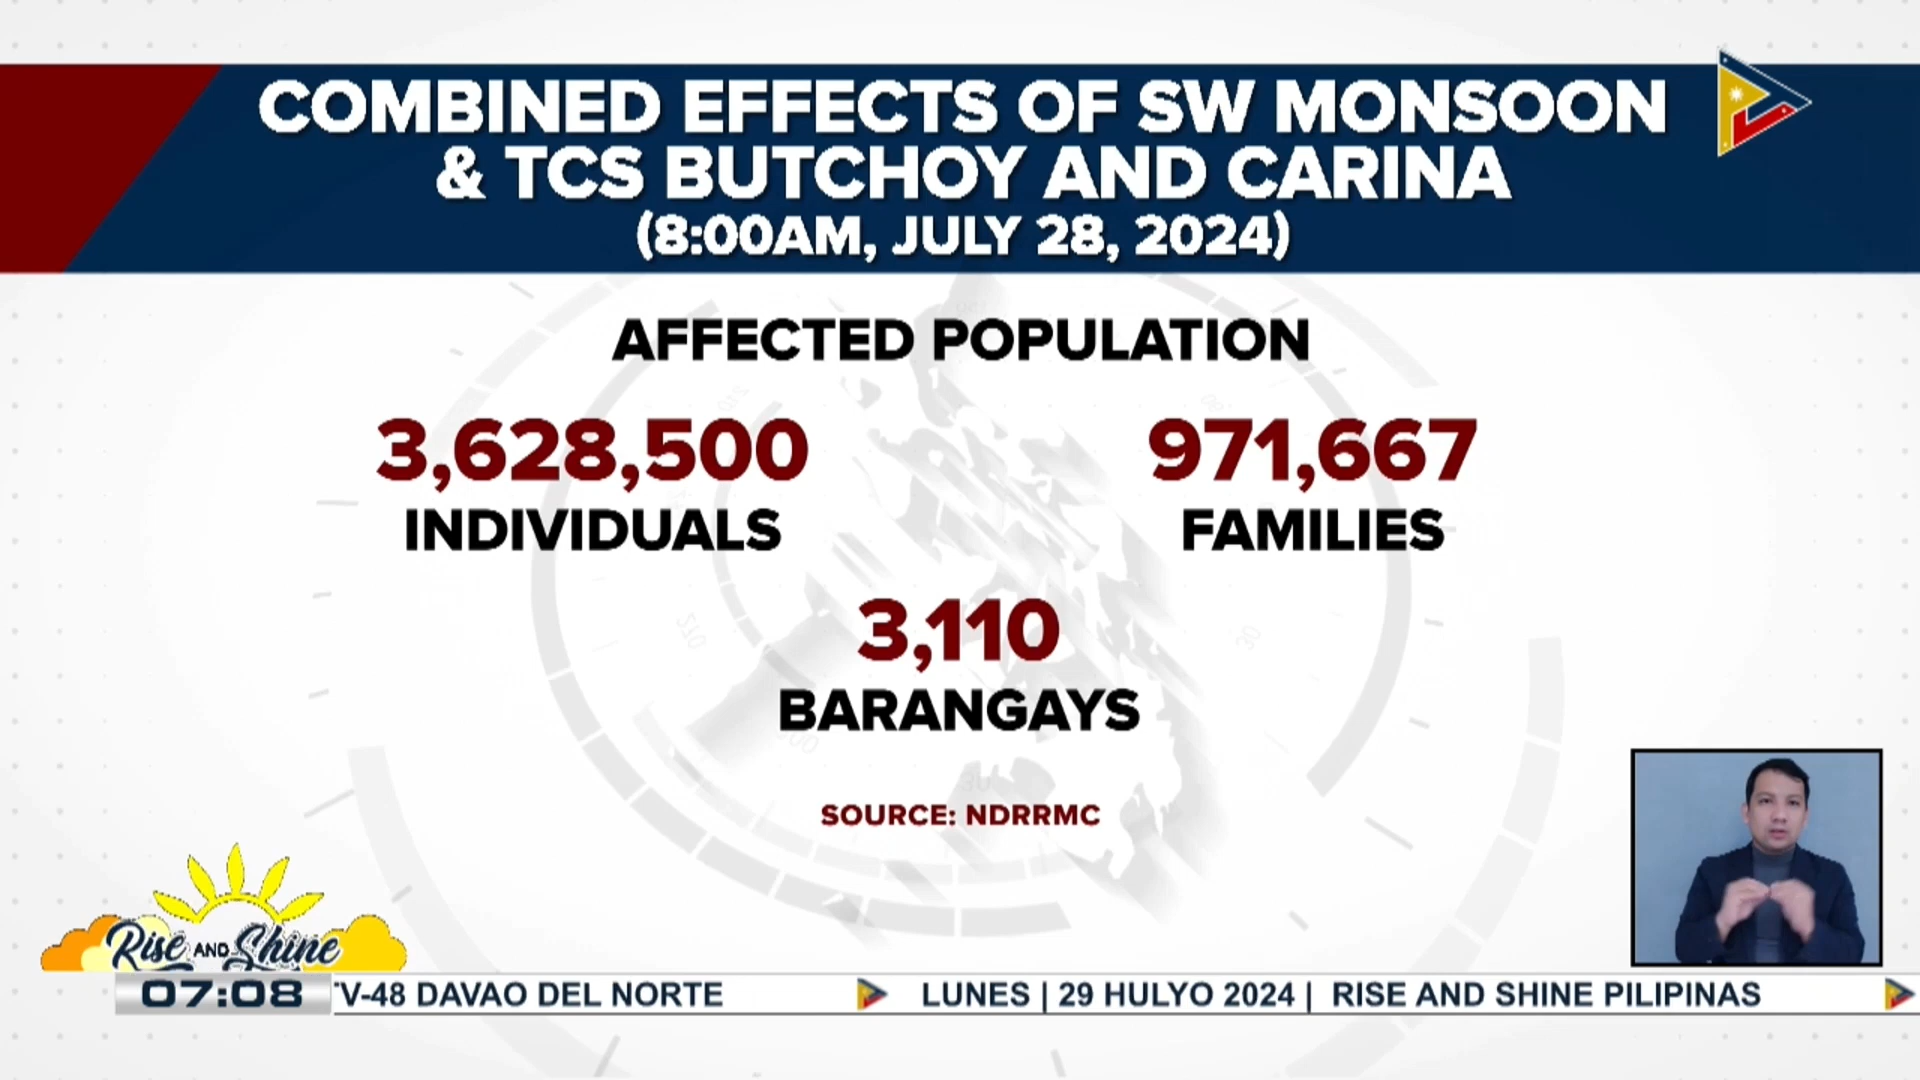 COMBINED EFFECTS OF SW MONSOON
& TCS BUTCHOY AND CARINA
(8:00AM, JULY 28, 2024)
AFFECTED POPULATION
3,628,500
INDIVIDUALS
971,667
FAMILIES
3,110
BARANGAYS
SOURCE: NDRRMC
Rise AND Shine
07:08
V-48 DAVAO DEL NORTE
LUNES | 29 HULYO 2024 | RISE AND SHINE PILIPINAS